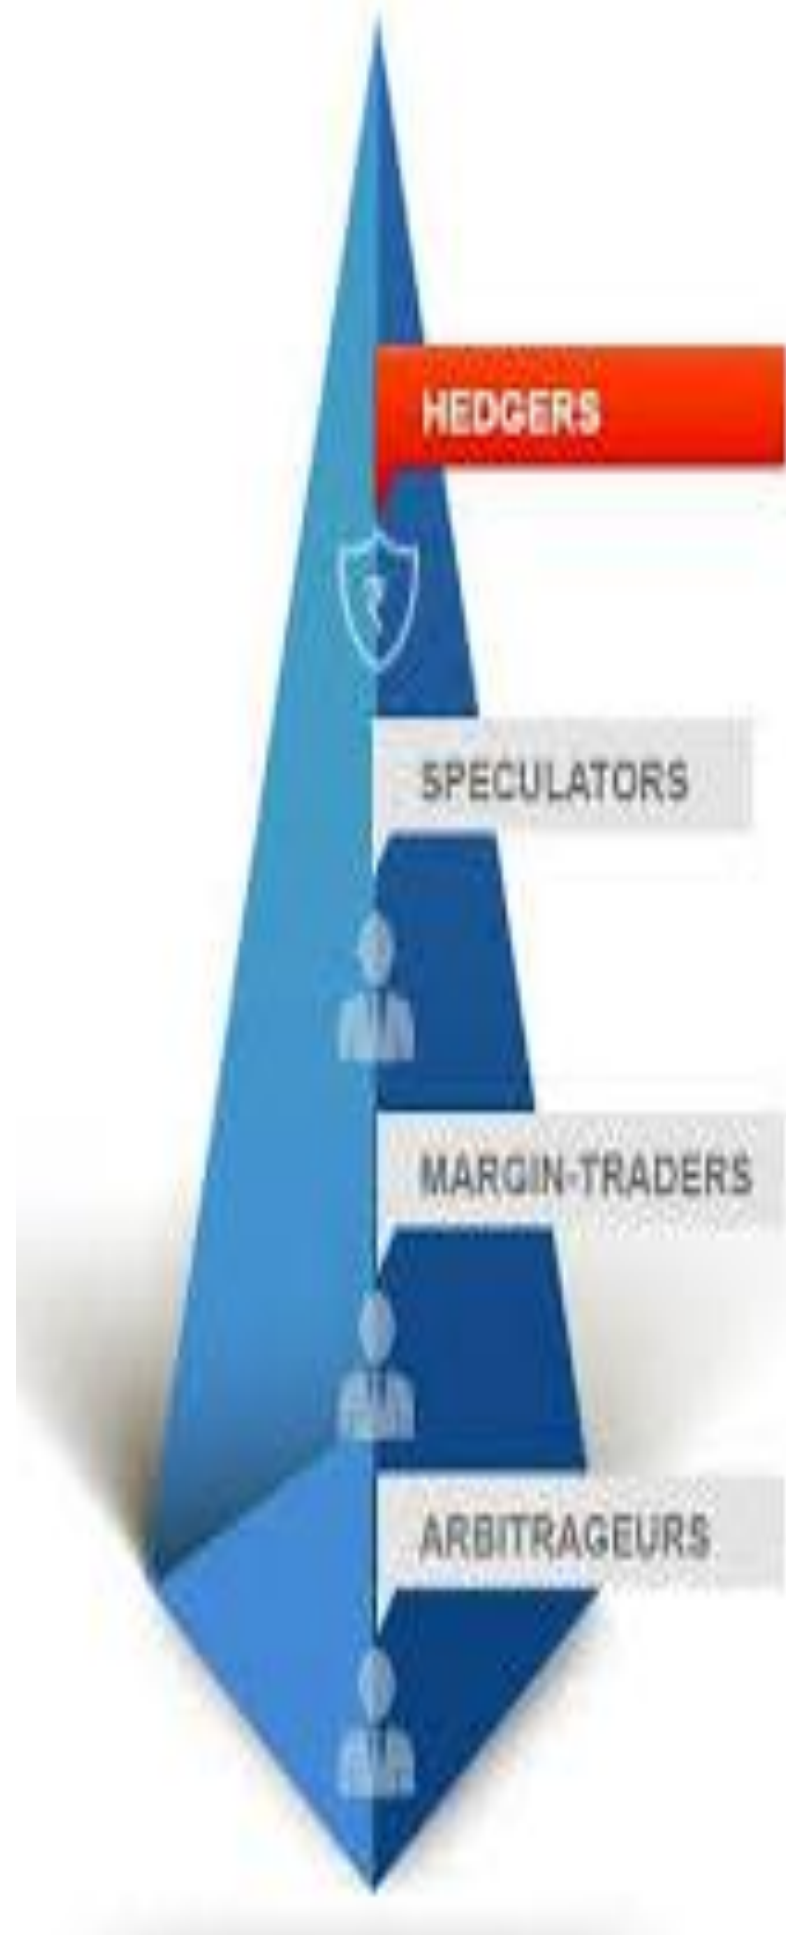 HEDGERS
₹
SPECULATORS
MARGIN-TRADERS
ARBITRAGEURS